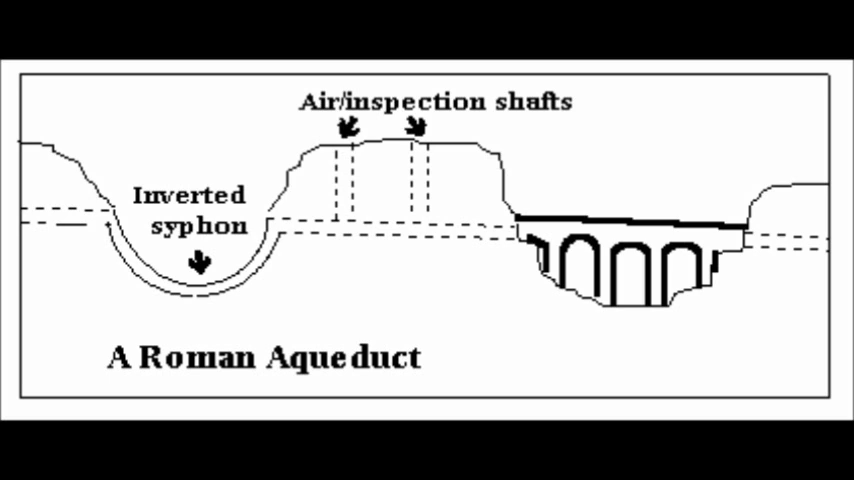 Air/inspection shafts
Inverted
syphon
A Roman Aqueduct